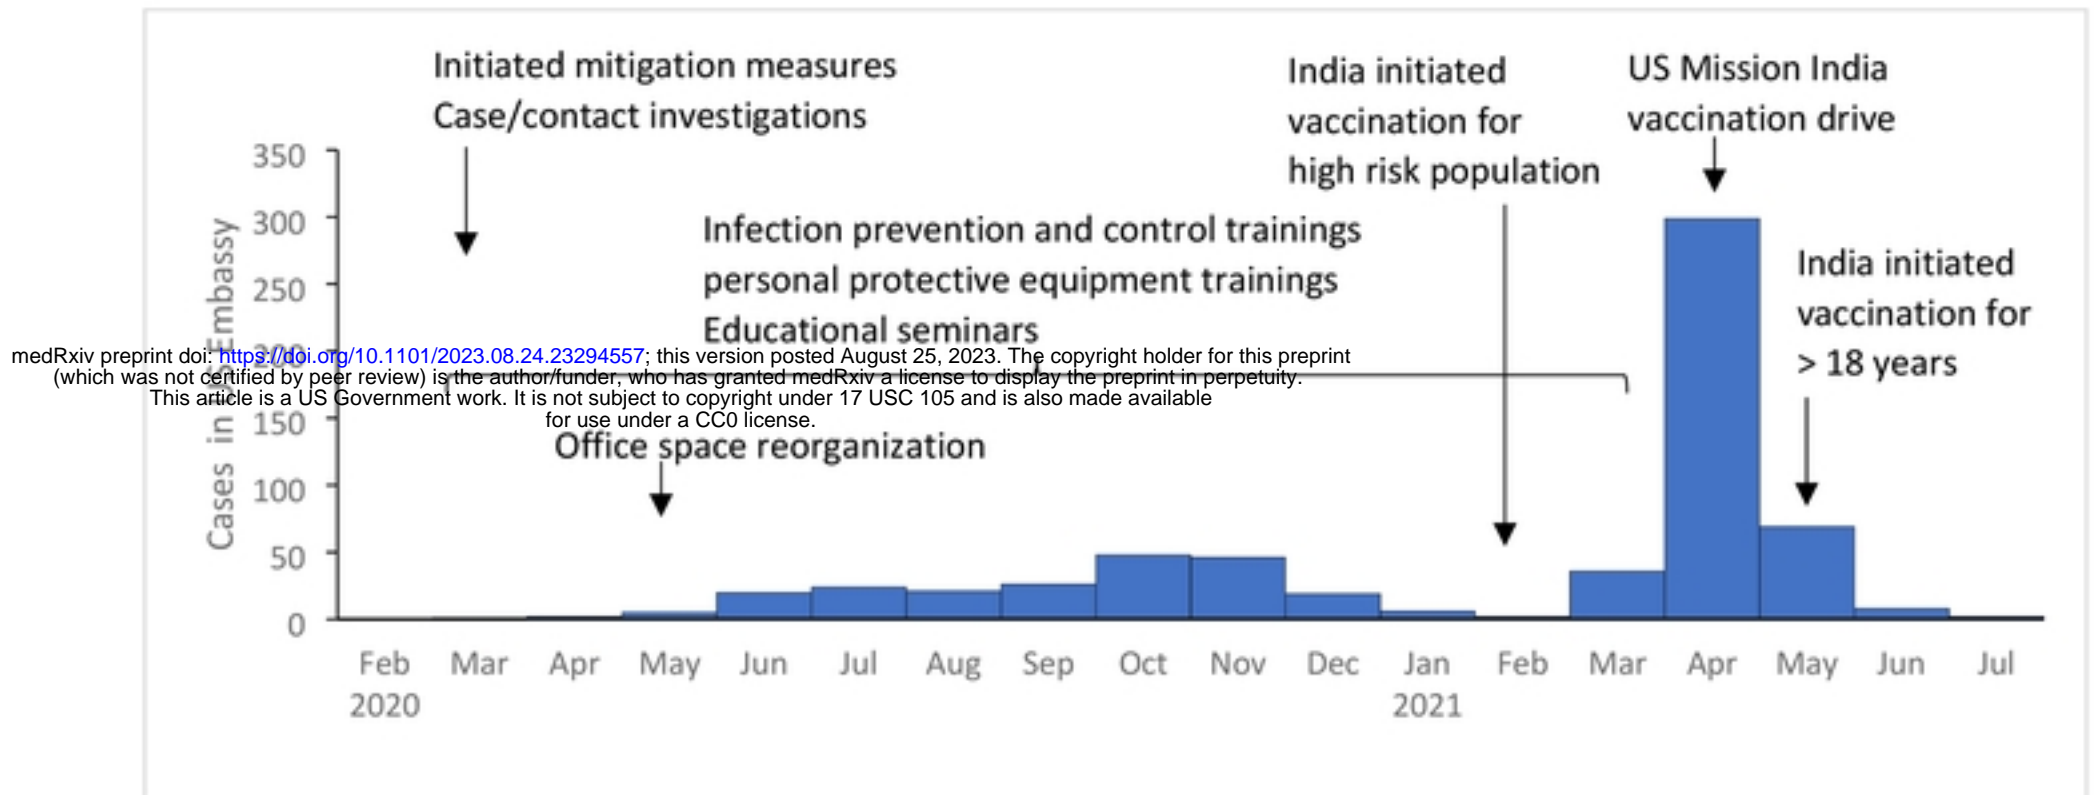 Initiated mitigation measures
Case/contact investigations
India initiated
vaccination for
high risk population
US Mission India
vaccination drive
Infection prevention and control trainings
personal protective equipment trainings
Educational seminars
India initiated
vaccination for
> 18 years
Office space reorganization
medRxiv preprint doi: https://doi.org/10.1101/2023.08.24.23294557; this version posted August 25, 2023. The copyright holder for this preprint
(which was not certified by peer review) is the author/funder, who has granted medRxiv a license to display the preprint in perpetuity.
This article is a US Government work. It is not subject to copyright under 17 USC 105 and is also made available
for use under a CC0 license.
Cases in US Embassy
350
300
250
200
150
100
50
0
Feb Mar Apr May Jun Jul Aug Sep Oct Nov Dec Jan Feb Mar Apr May Jun Jul
2020 2021